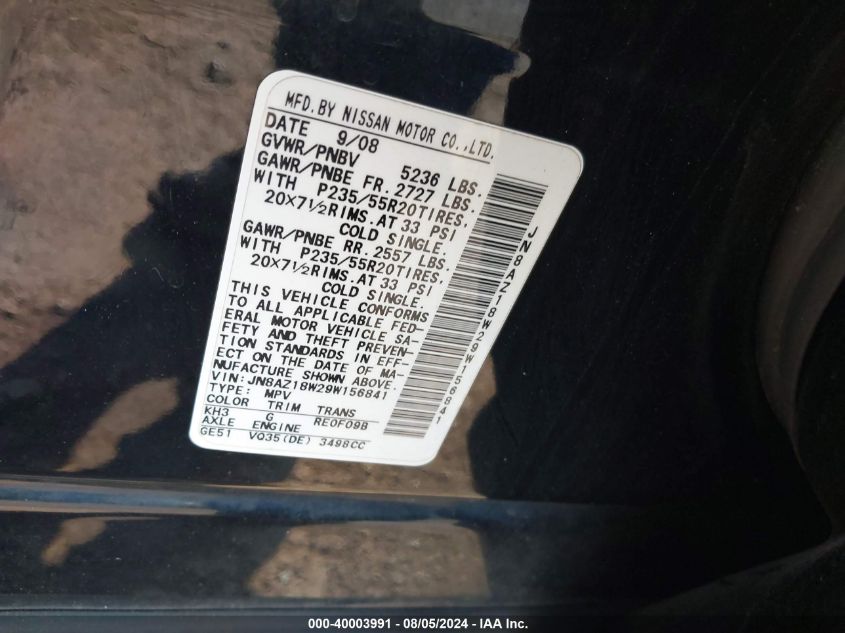 MFD.BY NISSAN MOTOR CO.,LTD.
DATE 9/08
GVWR/PNBV 5236 LBS.
GAWR/PNBE FR. 2727 LBS.
WITH P235/55R20TIRES.
20X7½RIMS.AT 33 PSI
COLD SINGLE.
GAWR/PNBE RR. 2557 LBS.
WITH P235/55R20TIRES.
20X7½RIMS.AT 33 PSI
COLD SINGLE.
THIS VEHICLE CONFORMS
TO ALL APPLICABLE FED-
ERAL MOTOR VEHICLE SA-
FETY AND THEFT PREVEN-
TION STANDARDS IN EFF-
ECT ON THE DATE OF MA-
NUFACTURE SHOWN ABOVE.
VIN: JN8AZ18W29W156841
TYPE: MPV
COLOR TRIM TRANS
KH3 G RE0F09B
AXLE ENGINE
GE51 VQ35(DE) 3498CC
JN8AZ18W29W156841
000-40003991 - 08/05/2024 - IAA Inc.